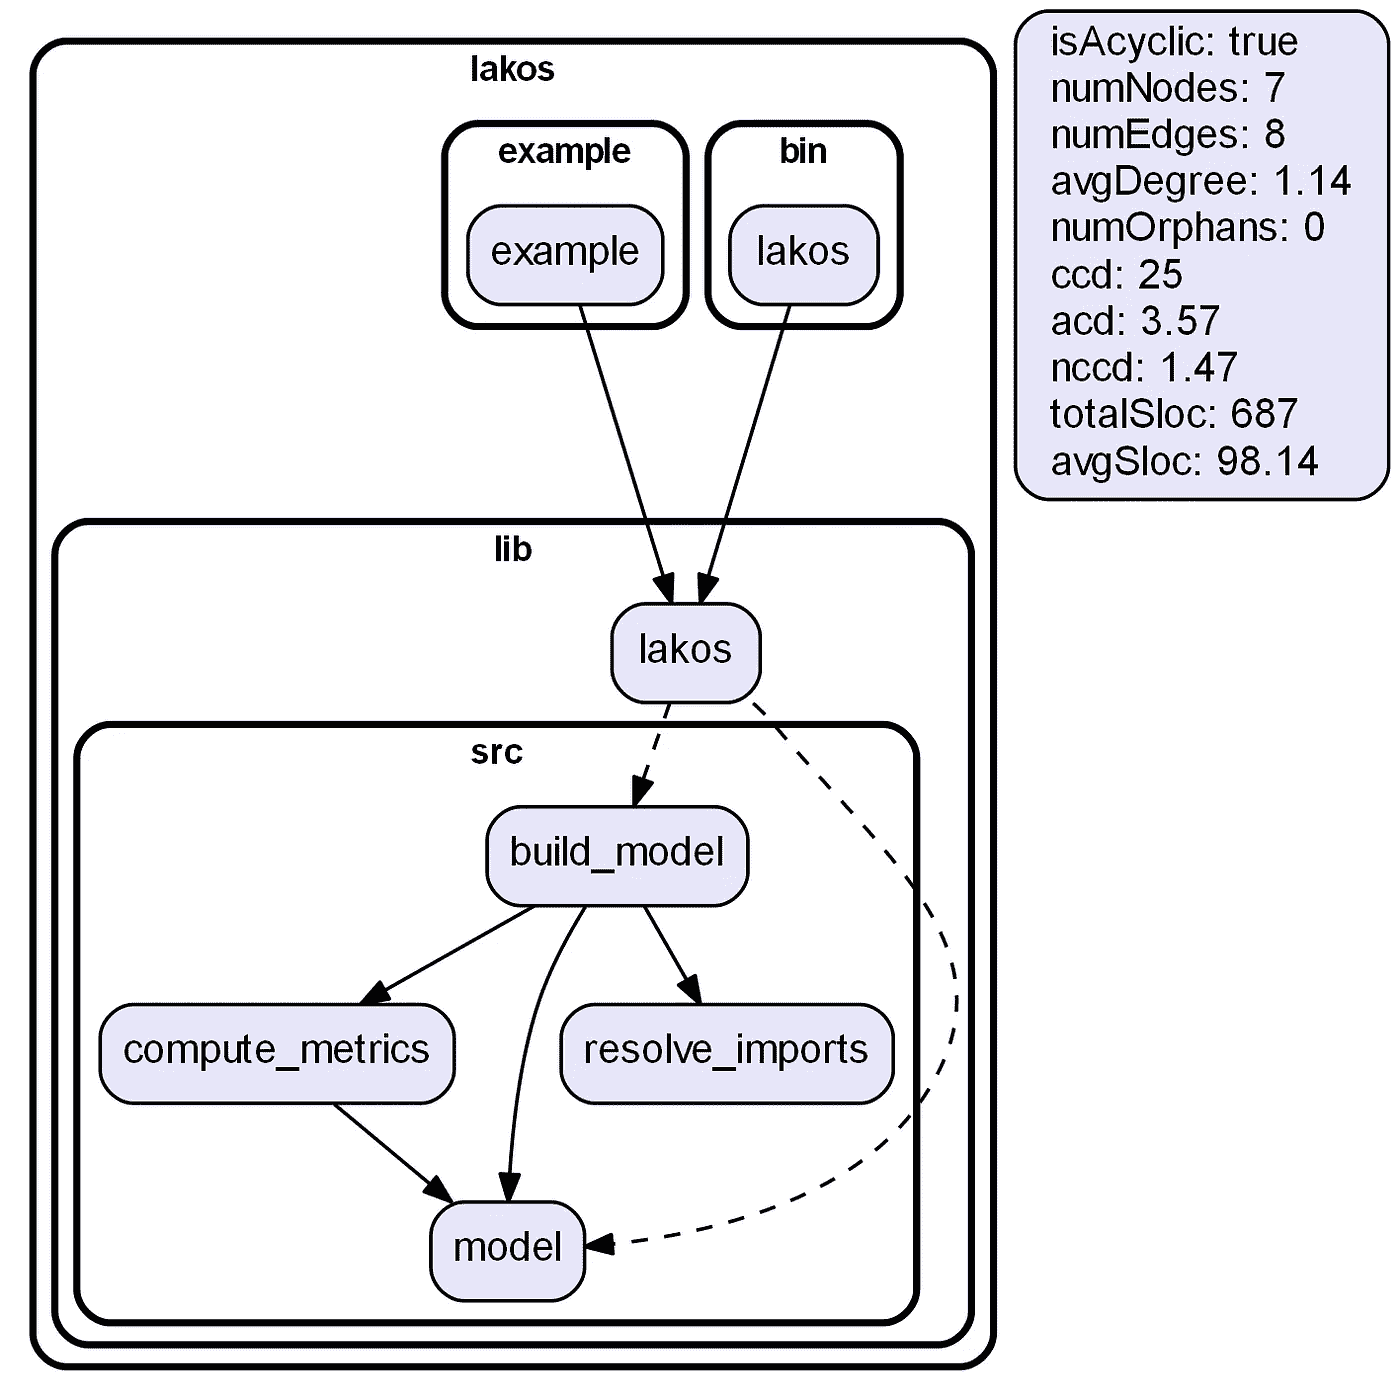 lakos
example
bin
example
lakos
lib
lakos
src
build_model
compute_metrics
resolve_imports
model
isAcyclic: true
numNodes: 7
numEdges: 8
avgDegree: 1.14
numOrphans: 0
ccd: 25
acd: 3.57
nccd: 1.47
totalSloc: 687
avgSloc: 98.14